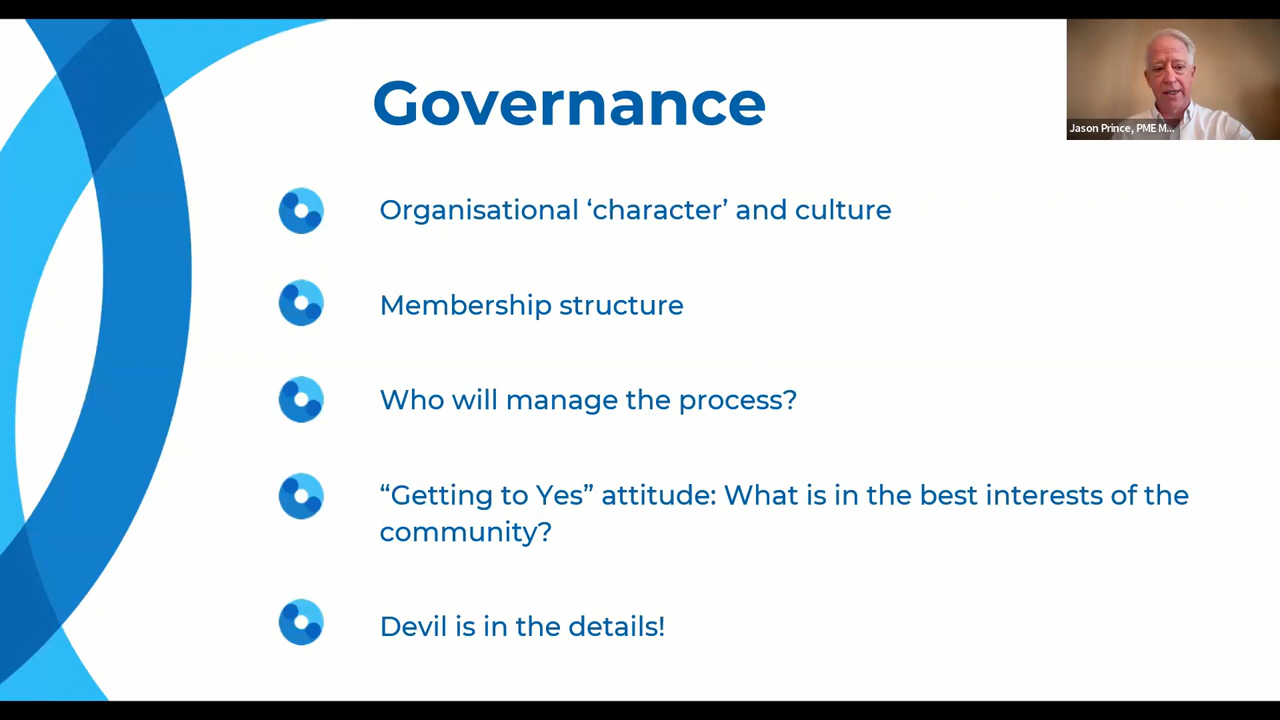 Governance
Jason Prince, PME M...
Organisational ‘character’ and culture
Membership structure
Who will manage the process?
“Getting to Yes” attitude: What is in the best interests of the
community?
Devil is in the details!